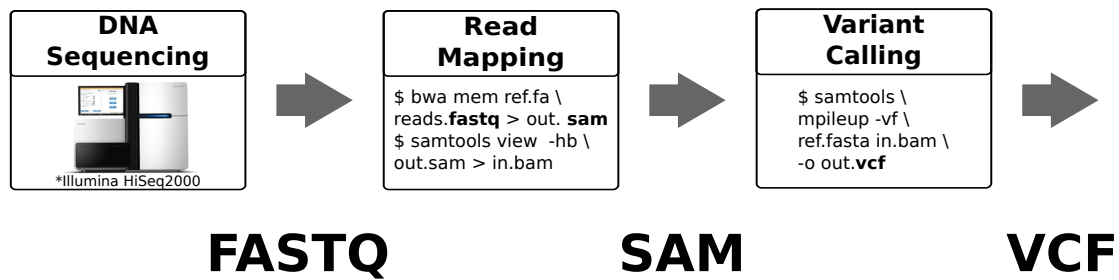 DNA
Sequencing
*Illumina HiSeq2000
Read
Mapping
$ bwa mem ref.fa \
reads.fastq > out. sam
$ samtools view -hb \
out.sam > in.bam
Variant
Calling
$ samtools \
mpileup -vf \
ref.fasta in.bam \
-o out.vcf
FASTQ
SAM
VCF